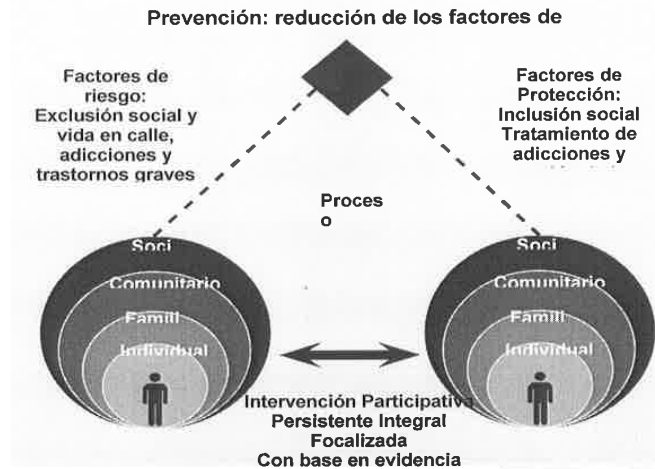 Prevención: reducción de los factores de
Factores de
riesgo:
Exclusión social y
vida en calle,
adicciones y
trastornos graves
Factores de
Protección:
Inclusión social
Tratamiento de
adicciones y
Proces
o
Soci
Comunitario
Famili
Individual
Soci
Comunitario
Famili
Individual
Intervención Participativa
Persistente Integral
Focalizada
Con base en evidencia